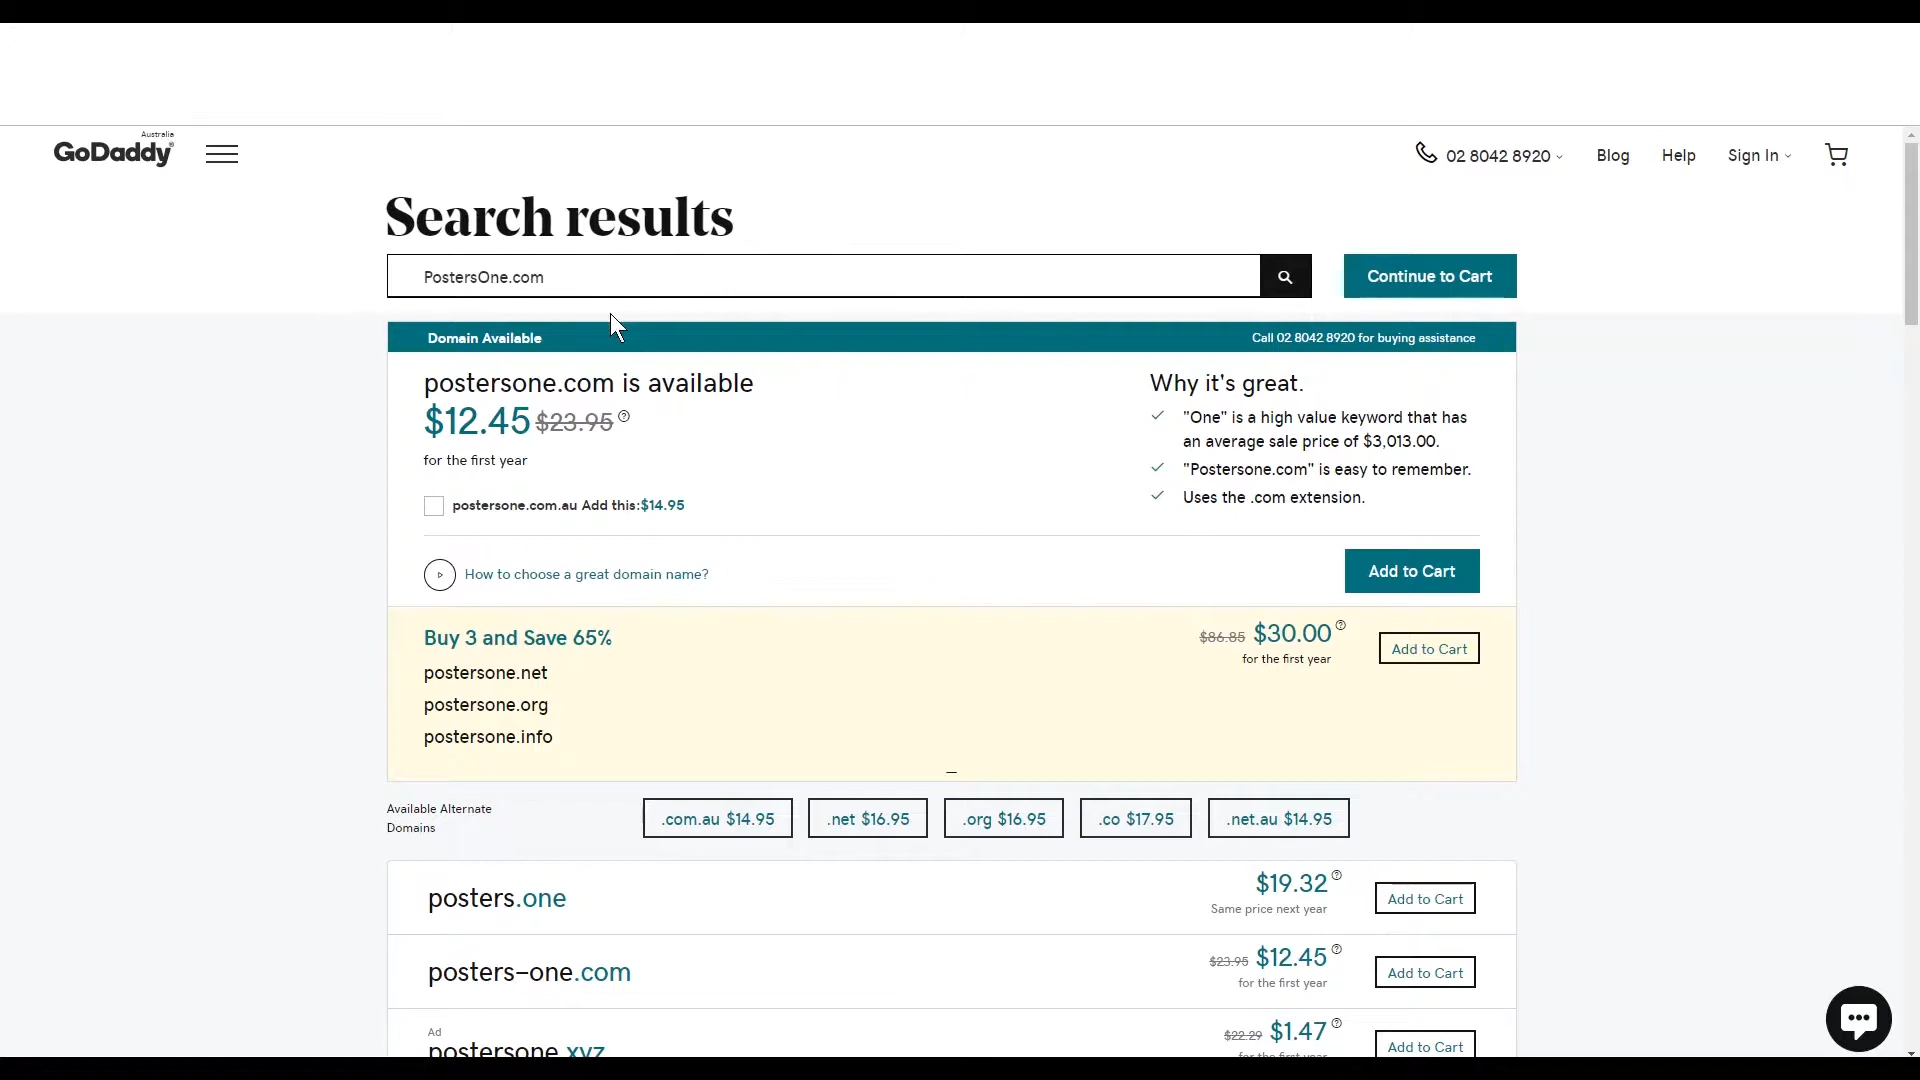 Australia
GoDaddy®
02 8042 8920
Blog
Help
Sign In
Search results
PostersOne.com
Continue to Cart
Domain Available
Call 02 8042 8920 for buying assistance
postersone.com is available
$12.45 $23.95
for the first year
postersone.com.au Add this:$14.95
Why it's great.
"One" is a high value keyword that has
an average sale price of $3,013.00.
"Postersone.com" is easy to remember.
Uses the .com extension.
How to choose a great domain name?
Add to Cart
Buy 3 and Save 65%
postersone.net
postersone.org
postersone.info
$86.85 $30.00
for the first year
Add to Cart
Available Alternate
Domains
.com.au $14.95
.net $16.95
.org $16.95
.co $17.95
.net.au $14.95
posters.one
$19.32
Same price next year
Add to Cart
posters-one.com
$23.95 $12.45
for the first year
Add to Cart
Ad
postersone.xyz
$22.29 $1.47
for the first year
Add to Cart